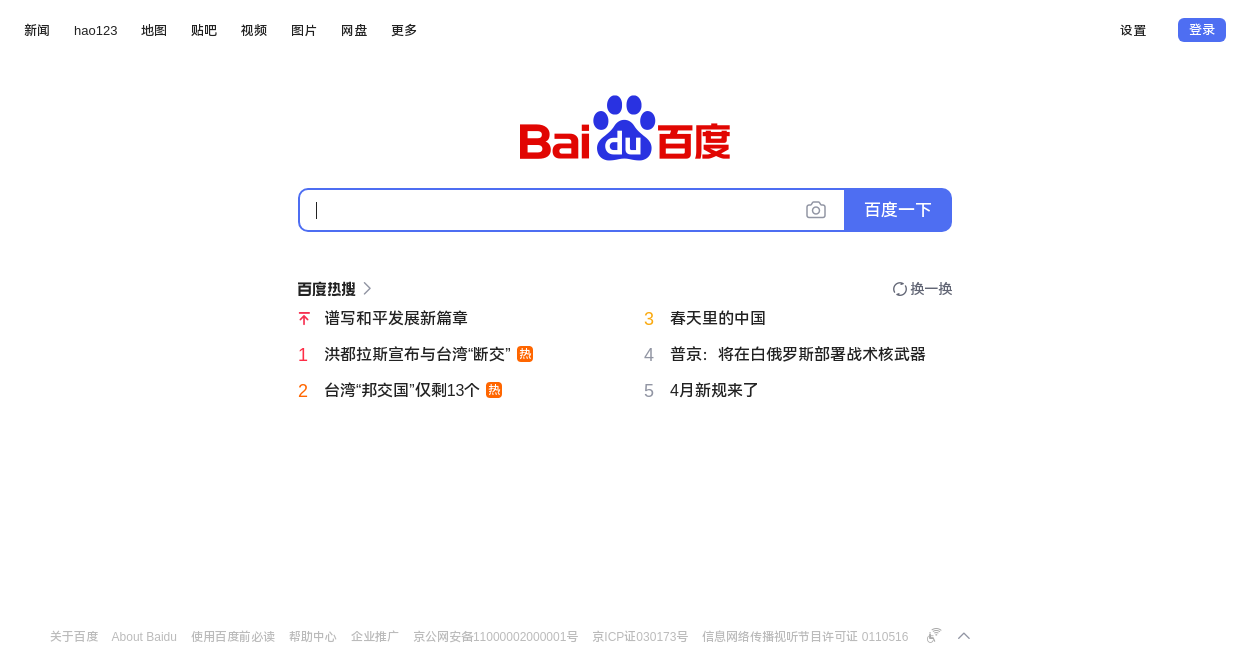 新闻 hao123 地图 贴吧 视频 图片 网盘 更多 设置 登录
Bai du 百度
百度一下
百度热搜 换一换
谱写和平发展新篇章
1 洪都拉斯宣布与台湾“断交” 热
2 台湾“邦交国”仅剩13个 热
3 春天里的中国
4 普京：将在白俄罗斯部署战术核武器
5 4月新规来了
关于百度 About Baidu 使用百度前必读 帮助中心 企业推广 京公网安备11000002000001号 京ICP证030173号 信息网络传播视听节目许可证 0110516